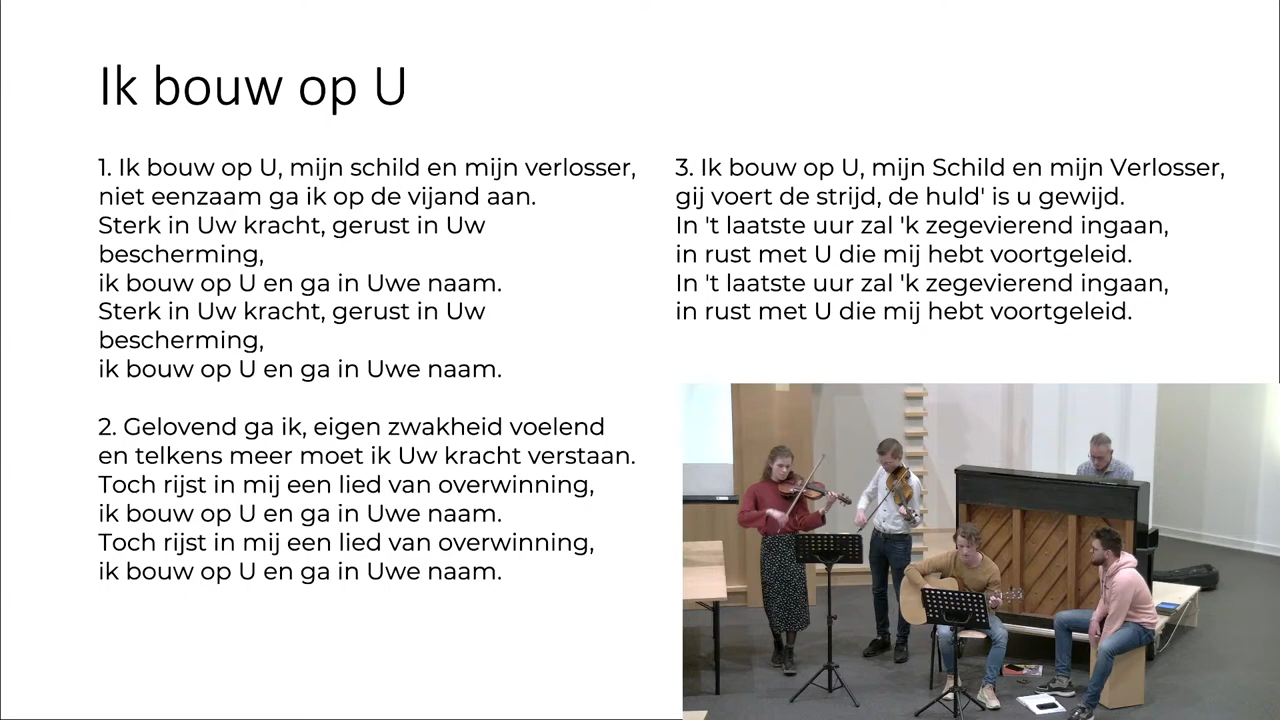 Ik bouw op U
1. Ik bouw op U, mijn schild en mijn verlosser,
niet eenzaam ga ik op de vijand aan.
Sterk in Uw kracht, gerust in Uw
bescherming,
ik bouw op U en ga in Uwe naam.
Sterk in Uw kracht, gerust in Uw
bescherming,
ik bouw op U en ga in Uwe naam.
2. Gelovend ga ik, eigen zwakheid voelend
en telkens meer moet ik Uw kracht verstaan.
Toch rijst in mij een lied van overwinning,
ik bouw op U en ga in Uwe naam.
Toch rijst in mij een lied van overwinning,
ik bouw op U en ga in Uwe naam.
3. Ik bouw op U, mijn Schild en mijn Verlosser,
gij voert de strijd, de huld' is u gewijd.
In 't laatste uur zal 'k zegevierend ingaan,
in rust met U die mij hebt voortgeleid.
In 't laatste uur zal 'k zegevierend ingaan,
in rust met U die mij hebt voortgeleid.